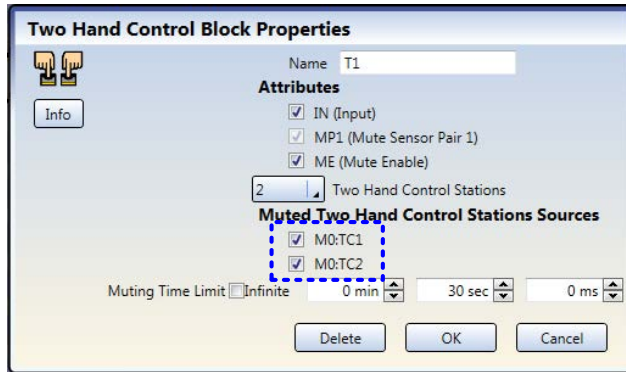 Two Hand Control Block Properties
Name T1
Attributes
Info
IN (Input)
MP1 (Mute Sensor Pair 1)
ME (Mute Enable)
2 Two Hand Control Stations
Muted Two Hand Control Stations Sources
M0:TC1
M0:TC2
Muting Time Limit Infinite 0 min 30 sec 0 ms
Delete OK Cancel